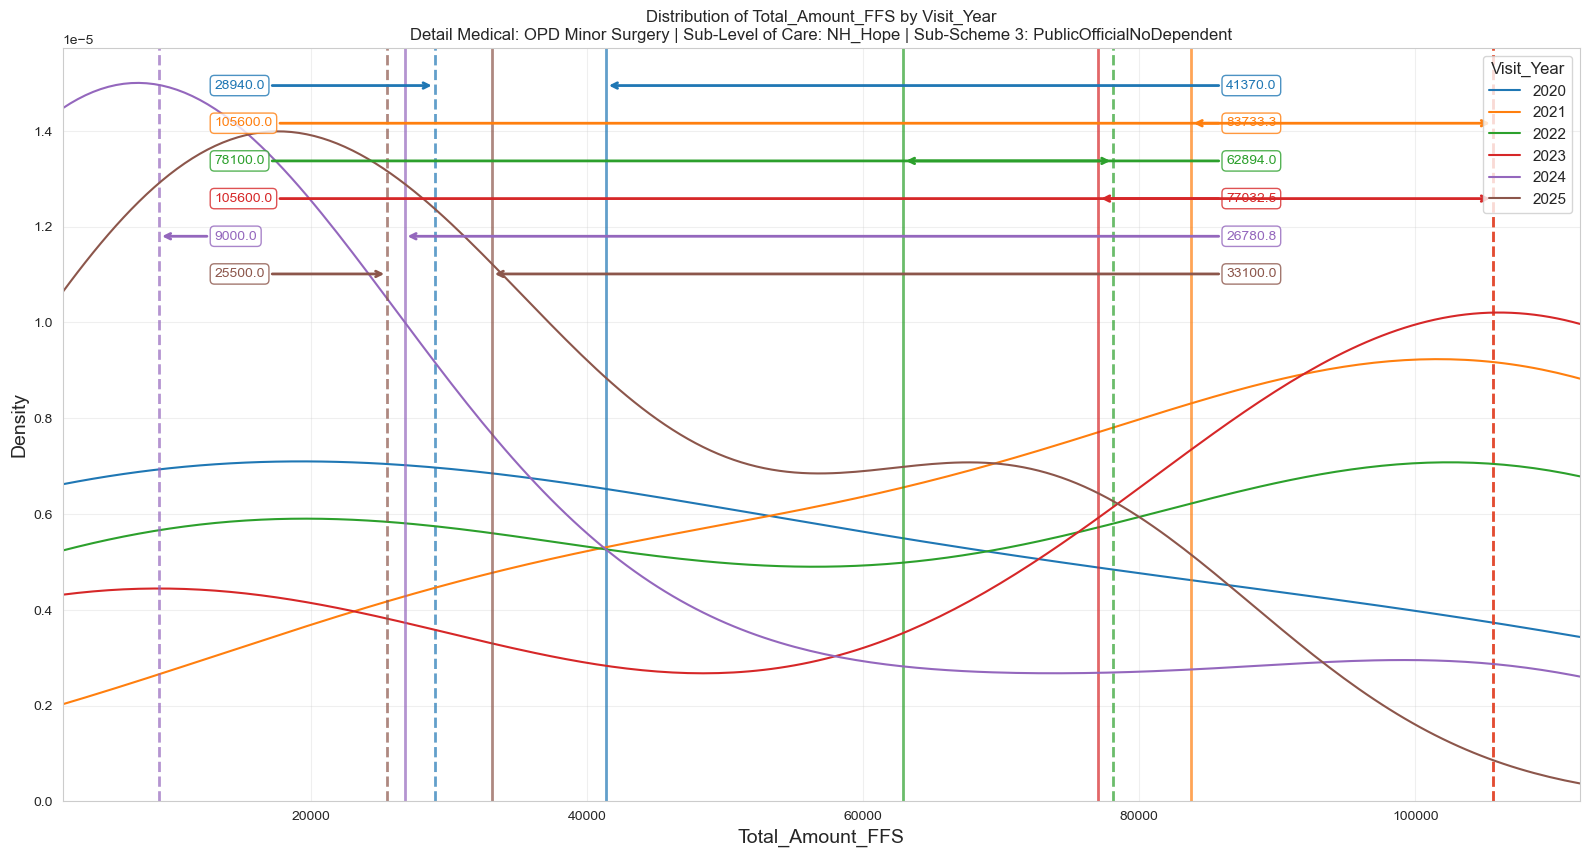 Distribution of Total_Amount_FFS by Visit_Year
Detail Medical: OPD Minor Surgery | Sub-Level of Care: NH_Hope | Sub-Scheme 3: PublicOfficialNoDependent
1e−5
Visit_Year
2020
2021
2022
2023
2024
2025
28940.0 41370.0
105600.0 83733.3
78100.0 62894.0
105600.0 77032.5
9000.0 26780.8
25500.0 33100.0
1.4
1.2
1.0
0.8
0.6
0.4
0.2
0.0
Density
20000 40000 60000 80000 100000
Total_Amount_FFS